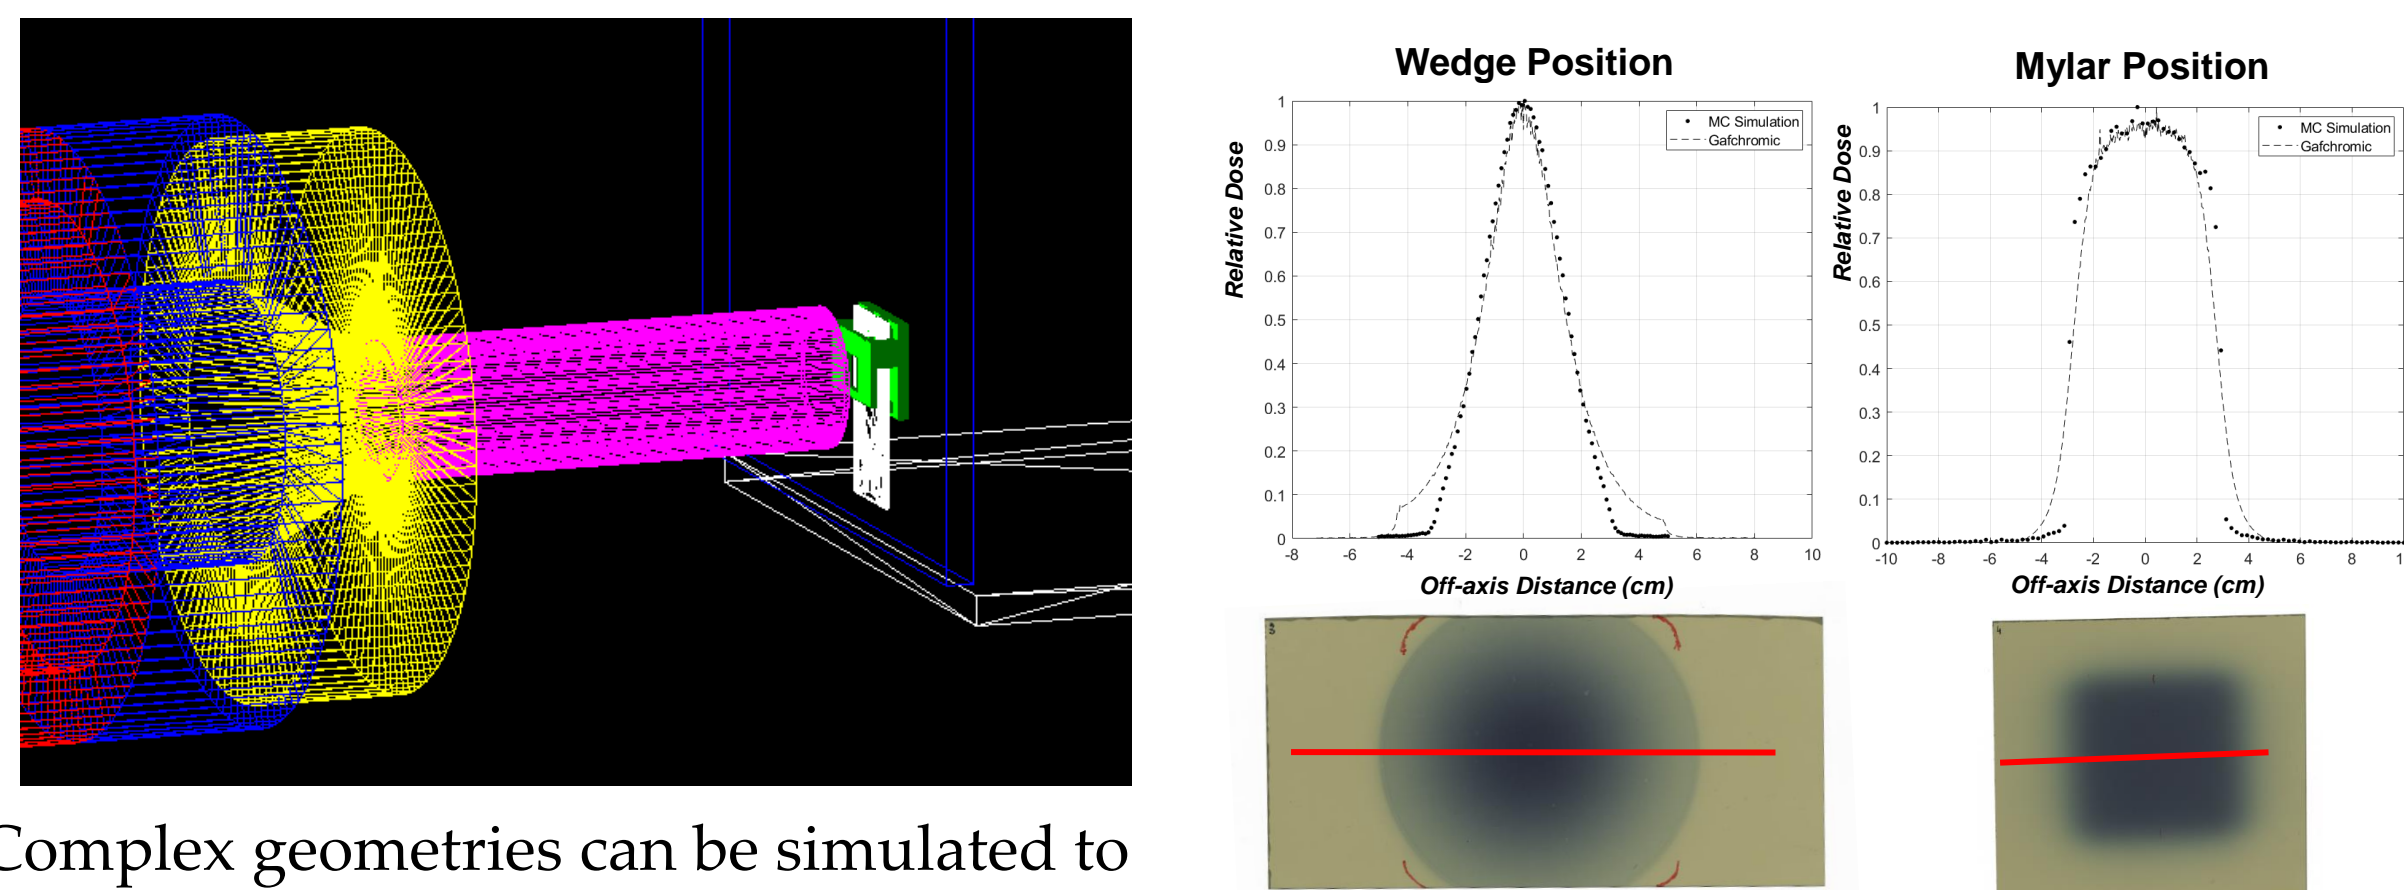 Wedge Position
1
0.9
0.8
0.7
0.6
0.5
0.4
0.3
0.2
0.1
0
-8 -6 -4 -2 0 2 4 6 8 10
Relative Dose
Off-axis Distance (cm)
MC Simulation
Gafchromic
Mylar Position
1
0.9
0.8
0.7
0.6
0.5
0.4
0.3
0.2
0.1
0
-10 -8 -6 -4 -2 0 2 4 6 8 1
Relative Dose
Off-axis Distance (cm)
MC Simulation
Gafchromic
4
Complex geometries can be simulated to